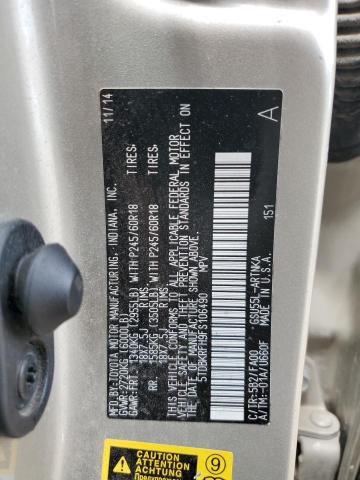 MFD.BY:TOYOTA MOTOR MANUFACTURING, INDIANA, INC. 11/14
GVWR:2720KG (6000LB)
GAWR:FRT. 1340KG (2955LB) WITH P245/60R18 TIRES:
18X7.5J RIMS
RR. 1585KG (3505LB) WITH P245/60R18 TIRES:
18X7.5J RIMS
THIS VEHICLE CONFORMS TO ALL APPLICABLE FEDERAL MOTOR
VEHICLE SAFETY, BUMPER, AND THEFT PREVENTION STANDARDS IN EFFECT ON
THE DATE OF MANUFACTURE SHOWN ABOVE.
5TDBKRFH9FS106490 MPV
A
C/TR:5B2/FA00 GSU55L-ARTNKA
A/TM:-01A/U660F MADE IN U.S.A.
151
CAUTION
ATTENTION
ACHTUNG
9